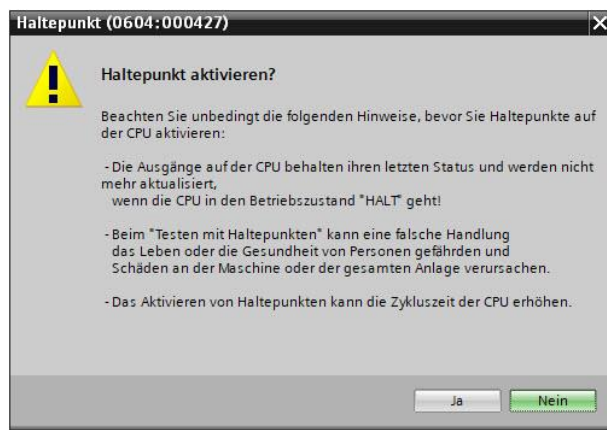 Haltepunkt (0604:000427)
Haltepunkt aktivieren?
Beachten Sie unbedingt die folgenden Hinweise, bevor Sie Haltepunkte auf
der CPU aktivieren:
- Die Ausgänge auf der CPU behalten ihren letzten Status und werden nicht
mehr aktualisiert,
wenn die CPU in den Betriebszustand "HALT" geht!
- Beim "Testen mit Haltepunkten" kann eine falsche Handlung
das Leben oder die Gesundheit von Personen gefährden und
Schäden an der Maschine oder der gesamten Anlage verursachen.
- Das Aktivieren von Haltepunkten kann die Zykluszeit der CPU erhöhen.
Ja Nein